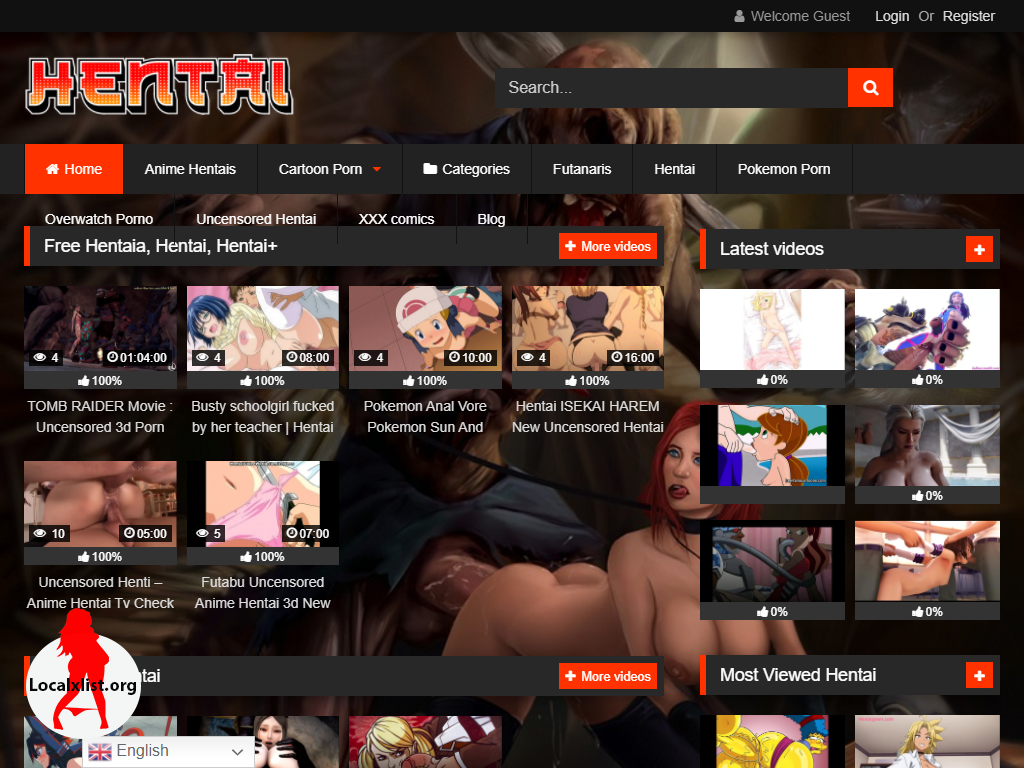 Welcome Guest Login Or Register
HENTAI
Search...
Home Anime Hentais Cartoon Porn Categories Futanaris Hentai Pokemon Porn
Overwatch Porno Uncensored Hentai XXX comics Blog
Free Hentaia, Hentai, Hentai+ More videos
4 01:04:00
100%
TOMB RAIDER Movie :
Uncensored 3d Porn
4 08:00
100%
Busty schoolgirl fucked
by her teacher | Hentai
4 10:00
100%
Pokemon Anal Vore
Pokemon Sun And
4 16:00
100%
Hentai ISEKAI HAREM
New Uncensored Hentai
10 05:00
100%
Uncensored Henti –
Anime Hentai Tv Check
5 07:00
100%
Futabu Uncensored
Anime Hentai 3d New
Latest videos
0% 0%
0%
0% 0%
tai More videos
Most Viewed Hentai
Localxlist.org
English